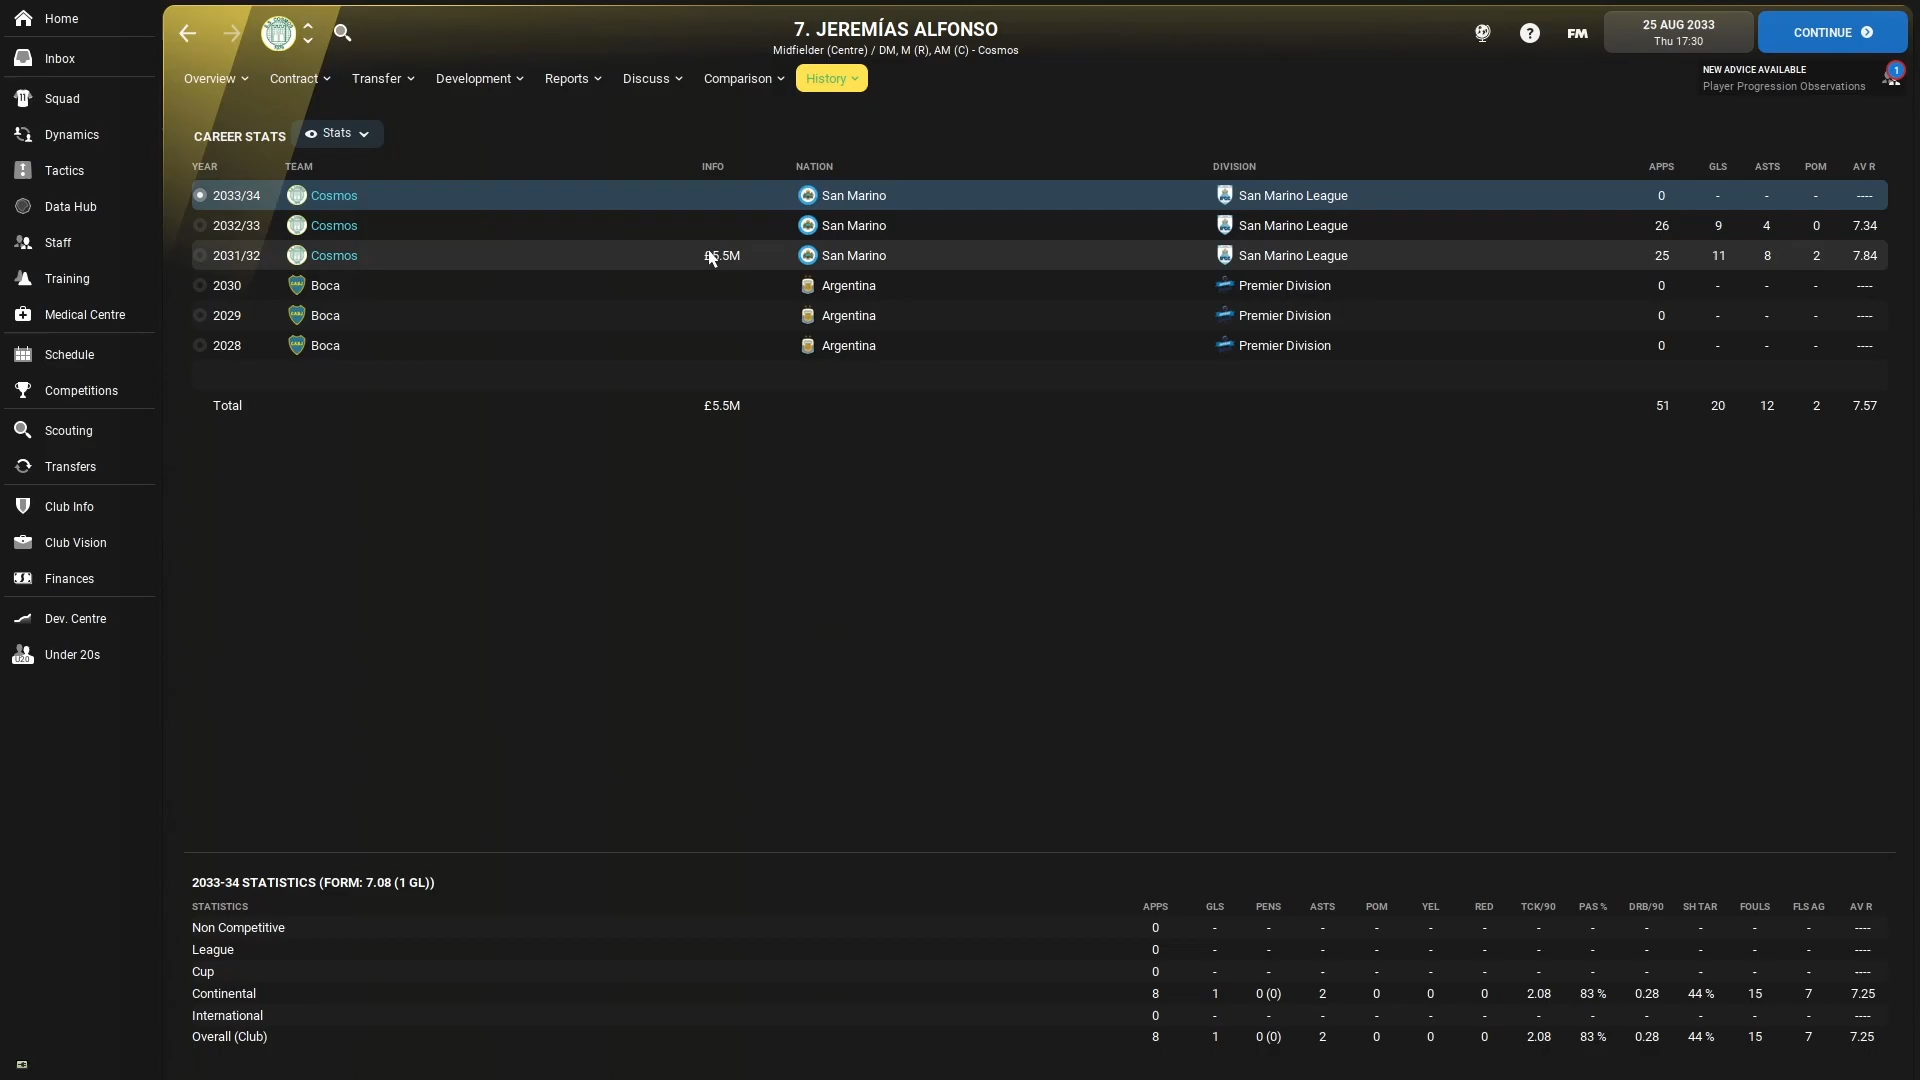 Home
Inbox
Squad
Dynamics
Tactics
Data Hub
Staff
Training
Medical Centre
Schedule
Competitions
Scouting
Transfers
Club Info
Club Vision
Finances
Dev. Centre
Under 20s
7. JEREMÍAS ALFONSO
Midfielder (Centre) / DM, M (R), AM (C) - Cosmos
FM
25 AUG 2033
Thu 17:30
CONTINUE
Overview Contract Transfer Development Reports Discuss Comparison History
NEW ADVICE AVAILABLE
Player Progression Observations
1
CAREER STATS Stats
YEAR TEAM INFO NATION DIVISION APPS GLS ASTS POM AV R
2033/34 Cosmos San Marino San Marino League 0 - - - ----
2032/33 Cosmos San Marino San Marino League 26 9 4 0 7.34
2031/32 Cosmos £5.5M San Marino San Marino League 25 11 8 2 7.84
2030 Boca Argentina Premier Division 0 - - - ----
2029 Boca Argentina Premier Division 0 - - - ----
2028 Boca Argentina Premier Division 0 - - - ----
Total £5.5M 51 20 12 2 7.57
2033-34 STATISTICS (FORM: 7.08 (1 GL))
STATISTICS APPS GLS PENS ASTS POM YEL RED TCK/90 PAS % DRB/90 SH TAR FOULS FLS AG AV R
Non Competitive 0 - - - - - - - - - - - - ----
League 0 - - - - - - - - - - - - ----
Cup 0 - - - - - - - - - - - - ----
Continental 8 1 0 (0) 2 0 0 0 2.08 83 % 0.28 44 % 15 7 7.25
International 0 - - - - - - - - - - - - ----
Overall (Club) 8 1 0 (0) 2 0 0 0 2.08 83 % 0.28 44 % 15 7 7.25